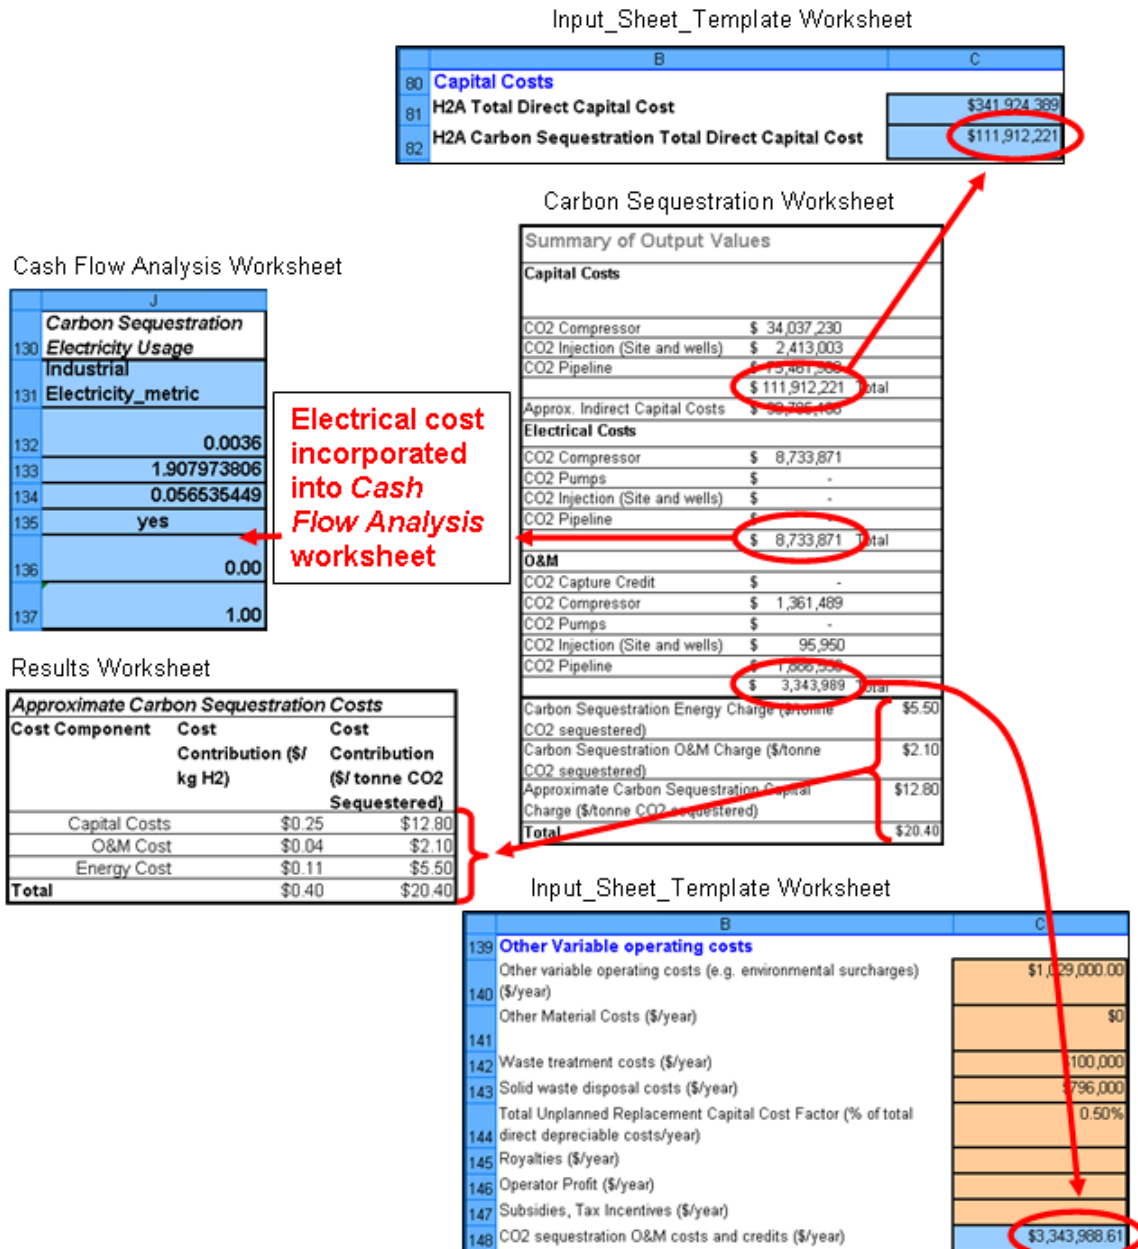 Input_Sheet_Template Worksheet
B C
80 Capital Costs
81 H2A Total Direct Capital Cost $341,924,389
82 H2A Carbon Sequestration Total Direct Capital Cost $111,912,221
Carbon Sequestration Worksheet
Summary of Output Values
Capital Costs
CO2 Compressor $ 34,037,230
CO2 Injection (Site and wells) $ 2,413,003
CO2 Pipeline $
$ 111,912,221 Total
Approx. Indirect Capital Costs $
Electrical Costs
CO2 Compressor $ 8,733,871
CO2 Pumps $ -
CO2 Injection (Site and wells) $ -
CO2 Pipeline $ -
$ 8,733,871 Total
O&M
CO2 Capture Credit $ -
CO2 Compressor $ 1,361,489
CO2 Pumps $ -
CO2 Injection (Site and wells) $ 95,950
CO2 Pipeline $
$ 3,343,989 Total
Carbon Sequestration Energy Charge ($/tonne $5.50
CO2 sequestered)
Carbon Sequestration O&M Charge ($/tonne $2.10
CO2 sequestered)
Approximate Carbon Sequestration Capital $12.80
Charge ($/tonne CO2 sequestered)
Total $20.40
Cash Flow Analysis Worksheet
J
Carbon Sequestration
130 Electricity Usage
Industrial
131 Electricity_metric
132 0.0036
133 1.907973806
134 0.056535449
135 yes
136 0.00
137 1.00
Electrical cost
incorporated
into Cash
Flow Analysis
worksheet
Results Worksheet
Approximate Carbon Sequestration Costs
Cost Component Cost Cost
Contribution ($/ Contribution
kg H2) ($/ tonne CO2
Sequestered)
Capital Costs $0.25 $12.80
O&M Cost $0.04 $2.10
Energy Cost $0.11 $5.50
Total $0.40 $20.40
Input_Sheet_Template Worksheet
B C
139 Other Variable operating costs
Other variable operating costs (e.g. environmental surcharges) $1,029,000.00
140 ($/year)
Other Material Costs ($/year) $0
141
142 Waste treatment costs ($/year) $100,000
143 Solid waste disposal costs ($/year) $796,000
Total Unplanned Replacement Capital Cost Factor (% of total 0.50%
144 direct depreciable costs/year)
145 Royalties ($/year)
146 Operator Profit ($/year)
147 Subsidies, Tax Incentives ($/year)
148 CO2 sequestration O&M costs and credits ($/year) $3,343,988.61